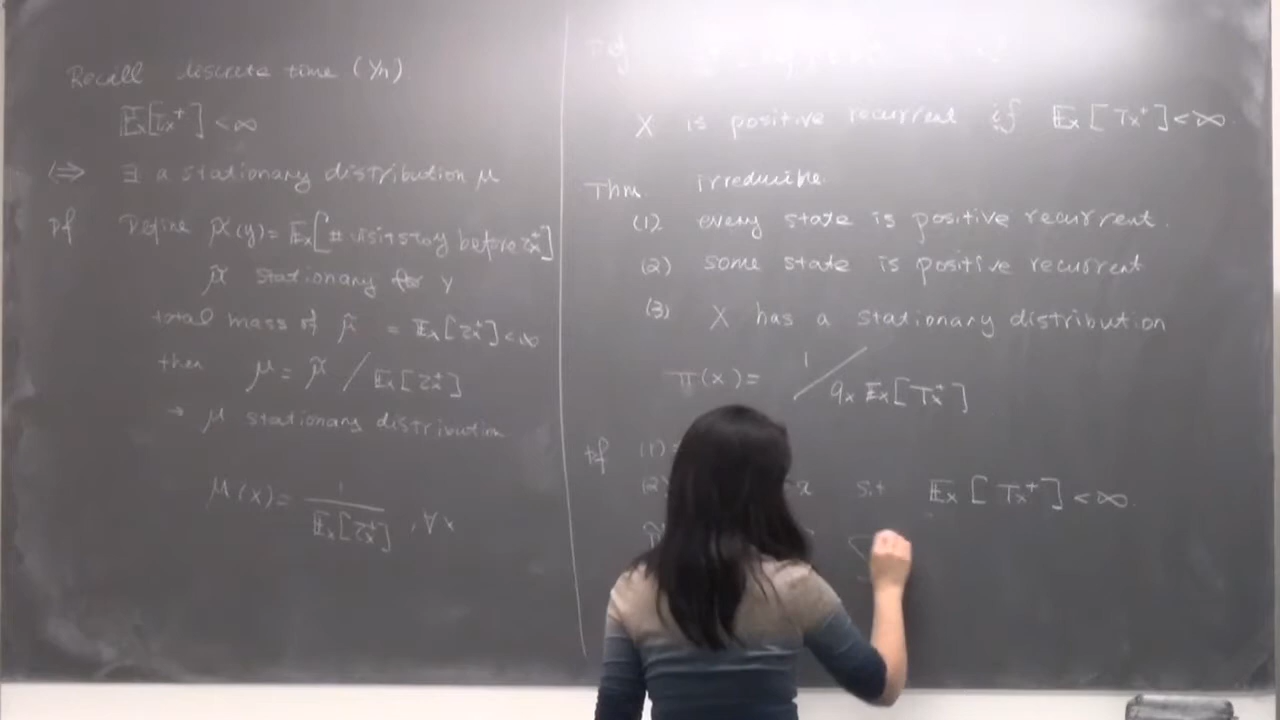 Recall discrete time (Yn)
𝔼[τx⁺] < ∞
⟺ ∃ a stationary distribution μ
pf Define μ̃(y) = 𝔼x[# visits to y before τx⁺]
μ̃ stationary for Y
total mass of μ̃ = 𝔼x[τx⁺] < ∞
then μ = μ̃ / 𝔼x[τx⁺]
→ μ stationary distribution
μ(x) = 1 / 𝔼x[τx⁺] , ∀x
Def
X is positive recurrent if 𝔼x[Tx⁺] < ∞.
Thm. irreducible.
(1) every state is positive recurrent.
(2) some state is positive recurrent
(3) X has a stationary distribution
π(x) = 1 / qx 𝔼x[Tx⁺]
pf (1) =
(2) x s.t 𝔼x[Tx⁺] < ∞.